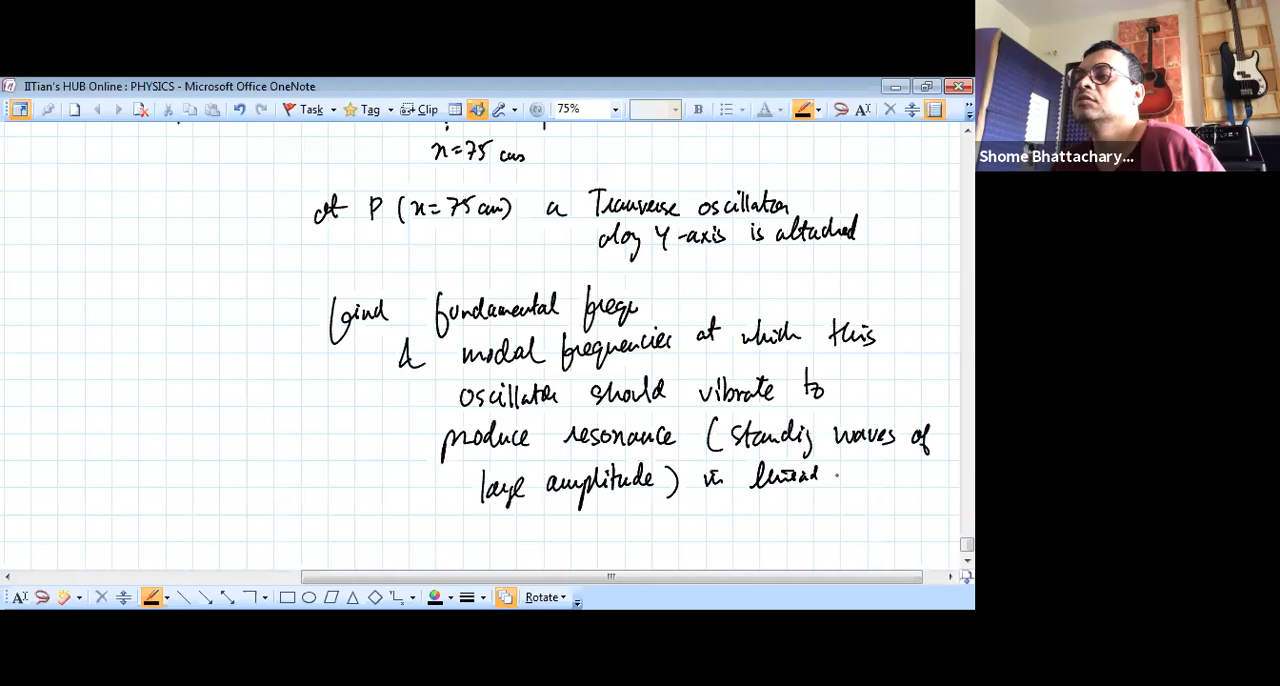 IITian's HUB Online : PHYSICS - Microsoft Office OneNote
Task Tag Clip 75% B A
x=75 cm
at P (x=75 cm) a Tranverse oscillator
along Y-axis is attached
find fundamental freq
& modal frequencies at which this
oscillator should vibrate to
produce resonance (standing waves of
large amplitude) in
Rotate
Shome Bhattachary...